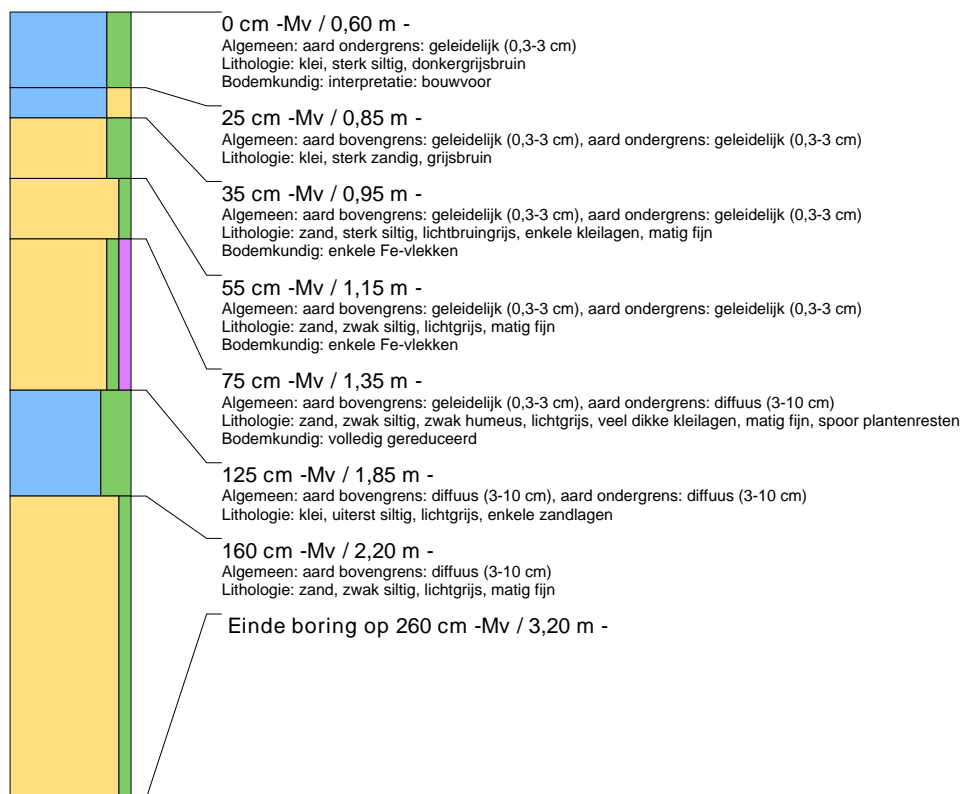 0 cm -Mv / 0,60 m -
Algemeen: aard ondergrens: geleidelijk (0,3-3 cm)
Lithologie: klei, sterk siltig, donkergrijsbruin
Bodemkundig: interpretatie: bouwvoor
25 cm -Mv / 0,85 m -
Algemeen: aard bovengrens: geleidelijk (0,3-3 cm), aard ondergrens: geleidelijk (0,3-3 cm)
Lithologie: klei, sterk zandig, grijsbruin
35 cm -Mv / 0,95 m -
Algemeen: aard bovengrens: geleidelijk (0,3-3 cm), aard ondergrens: geleidelijk (0,3-3 cm)
Lithologie: zand, sterk siltig, lichtbruingrijs, enkele kleilagen, matig fijn
Bodemkundig: enkele Fe-vlekken
55 cm -Mv / 1,15 m -
Algemeen: aard bovengrens: geleidelijk (0,3-3 cm), aard ondergrens: geleidelijk (0,3-3 cm)
Lithologie: zand, zwak siltig, lichtgrijs, matig fijn
Bodemkundig: enkele Fe-vlekken
75 cm -Mv / 1,35 m -
Algemeen: aard bovengrens: geleidelijk (0,3-3 cm), aard ondergrens: diffuus (3-10 cm)
Lithologie: zand, zwak siltig, zwak humeus, lichtgrijs, veel dikke kleilagen, matig fijn, spoor plantenresten
Bodemkundig: volledig gereduceerd
125 cm -Mv / 1,85 m -
Algemeen: aard bovengrens: diffuus (3-10 cm), aard ondergrens: diffuus (3-10 cm)
Lithologie: klei, uiterst siltig, lichtgrijs, enkele zandlagen
160 cm -Mv / 2,20 m -
Algemeen: aard bovengrens: diffuus (3-10 cm)
Lithologie: zand, zwak siltig, lichtgrijs, matig fijn
Einde boring op 260 cm -Mv / 3,20 m -